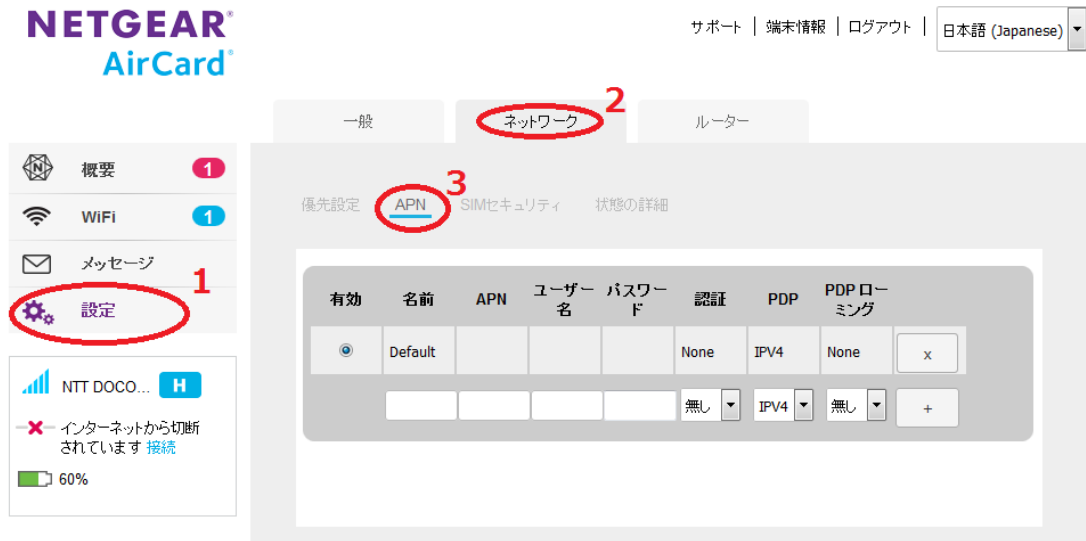 NETGEAR®
AirCard®
サポート | 端末情報 | ログアウト | 日本語 (Japanese)
一般 ネットワーク 2 ルーター
概要 1
WiFi 1
メッセージ
設定 1
優先設定 APN 3 SIMセキュリティ 状態の詳細
有効 名前 APN ユーザー名 パスワード 認証 PDP PDP ローミング
Default None IPV4 None x
無し IPV4 無し +
NTT DOCO... H
インターネットから切断
されています 接続
60%